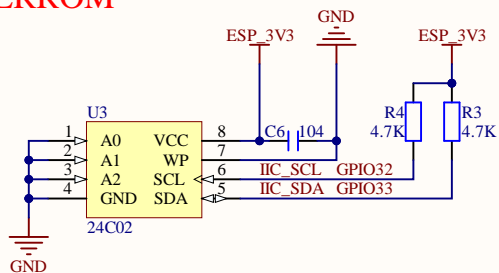 GND
ESP_3V3 ESP_3V3
U3
C6 104 R4 R3
4.7K 4.7K
1 A0 VCC 8
2 A1 WP 7
3 A2 SCL 6 IIC_SCL GPIO32
4 GND SDA 5 IIC_SDA GPIO33
24C02
GND